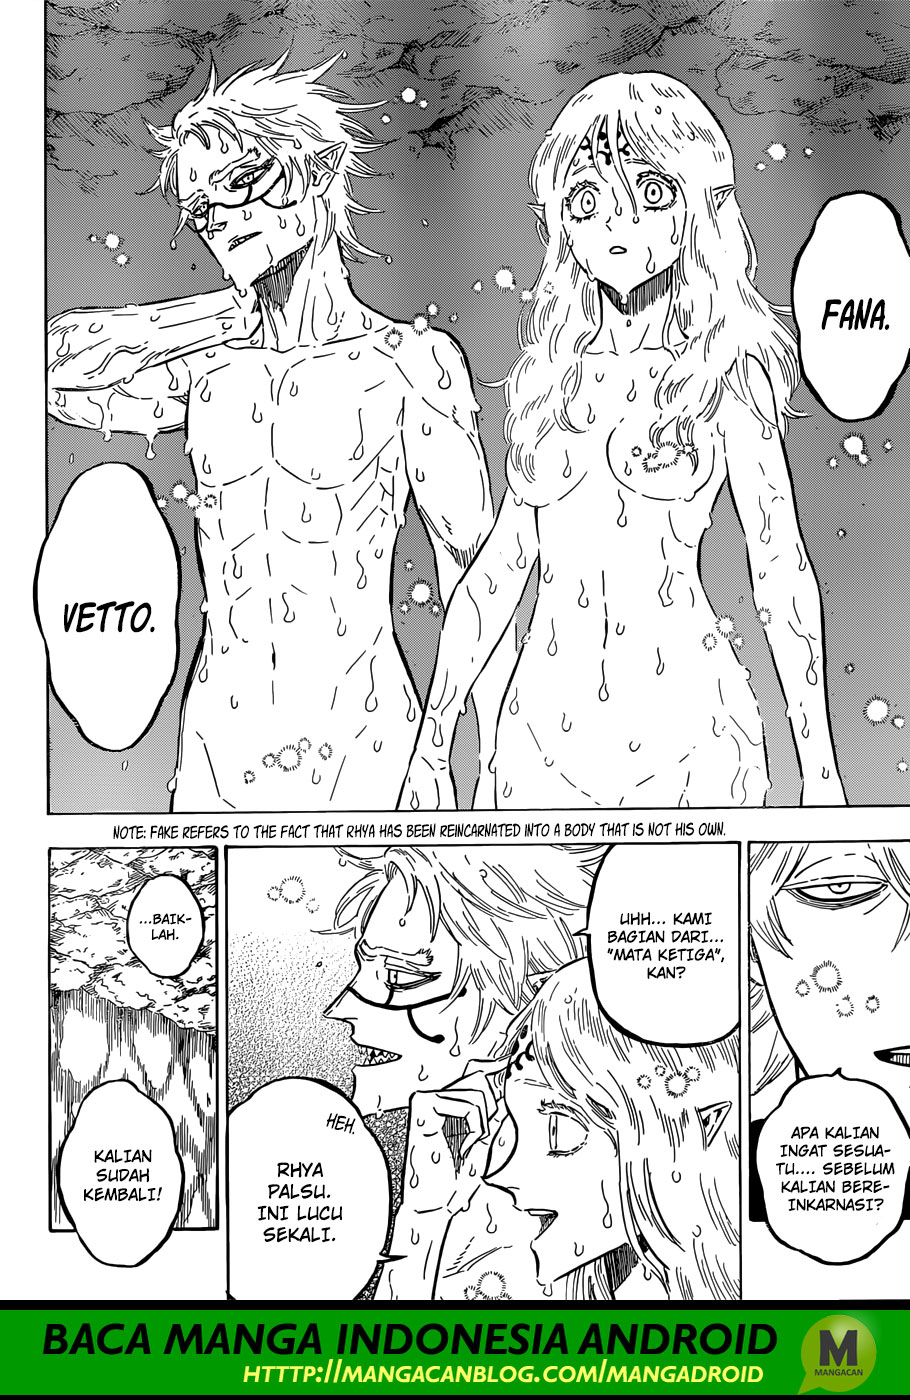 FANA.
VETTO.
NOTE: FAKE REFERS TO THE FACT THAT RHYA HAS BEEN REINCARNATED INTO A BODY THAT IS NOT HIS OWN.
APA KALIAN
INGAT SESUA-
TU.... SEBELUM
KALIAN BERE-
INKARNASI?
UHH... KAMI
BAGIAN DARI...
"MATA KETIGA",
KAN?
HEH.
RHYA
PALSU.
INI LUCU
SEKALI.
...BAIK-
LAH.
KALIAN
SUDAH
KEMBALI!
BACA MANGA INDONESIA ANDROID
HTTTP://MANGACANBLOG.COM/MANGADROID
M
MANGACAN